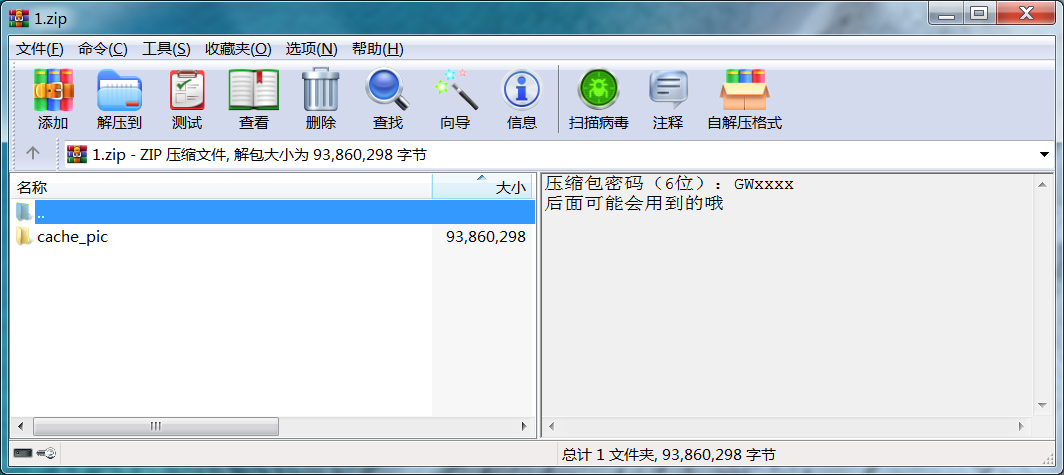 1.zip
文件(F) 命令(C) 工具(S) 收藏夹(O) 选项(N) 帮助(H)
添加 解压到 测试 查看 删除 查找 向导 信息 扫描病毒 注释 自解压格式
1.zip - ZIP 压缩文件, 解包大小为 93,860,298 字节
名称 大小
..
cache_pic 93,860,298
压缩包密码（6位）：GWxxxx
后面可能会用到的哦
总计 1 文件夹, 93,860,298 字节